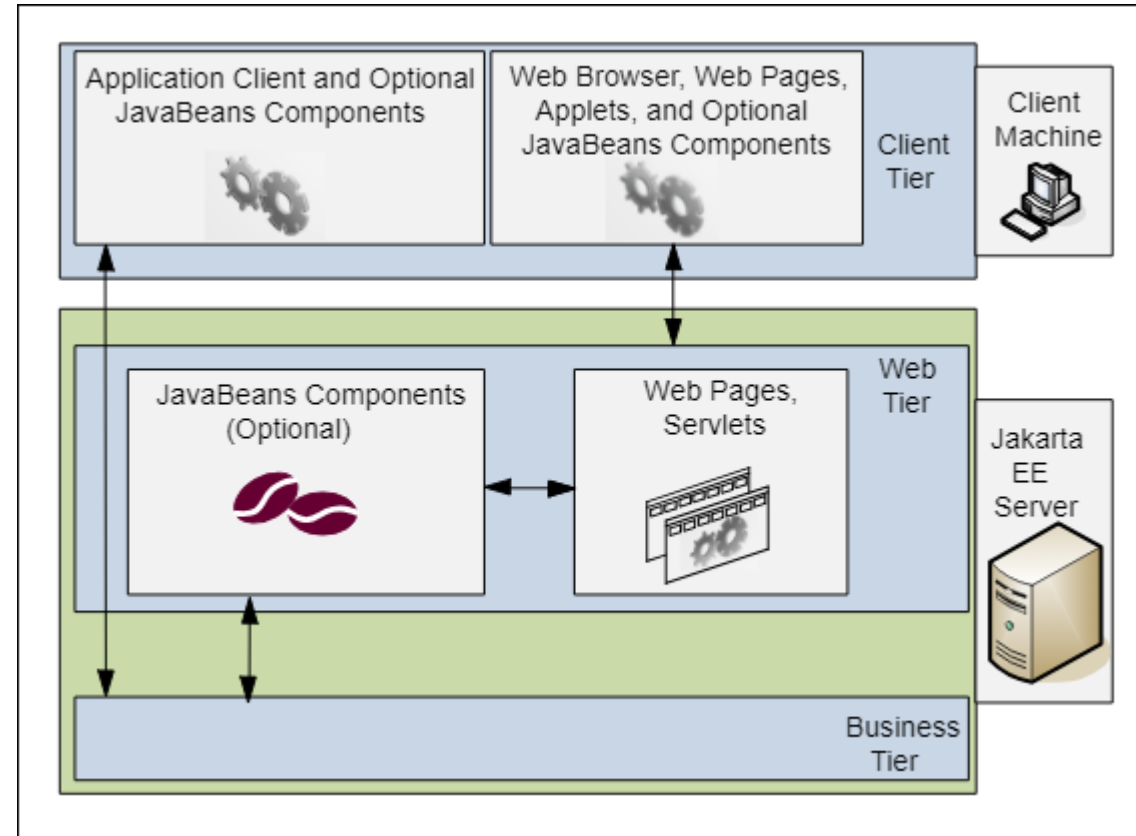 Application Client and Optional
JavaBeans Components
Web Browser, Web Pages,
Applets, and Optional
JavaBeans Components
Client
Tier
Client
Machine
JavaBeans Components
(Optional)
Web Pages,
Servlets
Web
Tier
Jakarta
EE
Server
Business
Tier